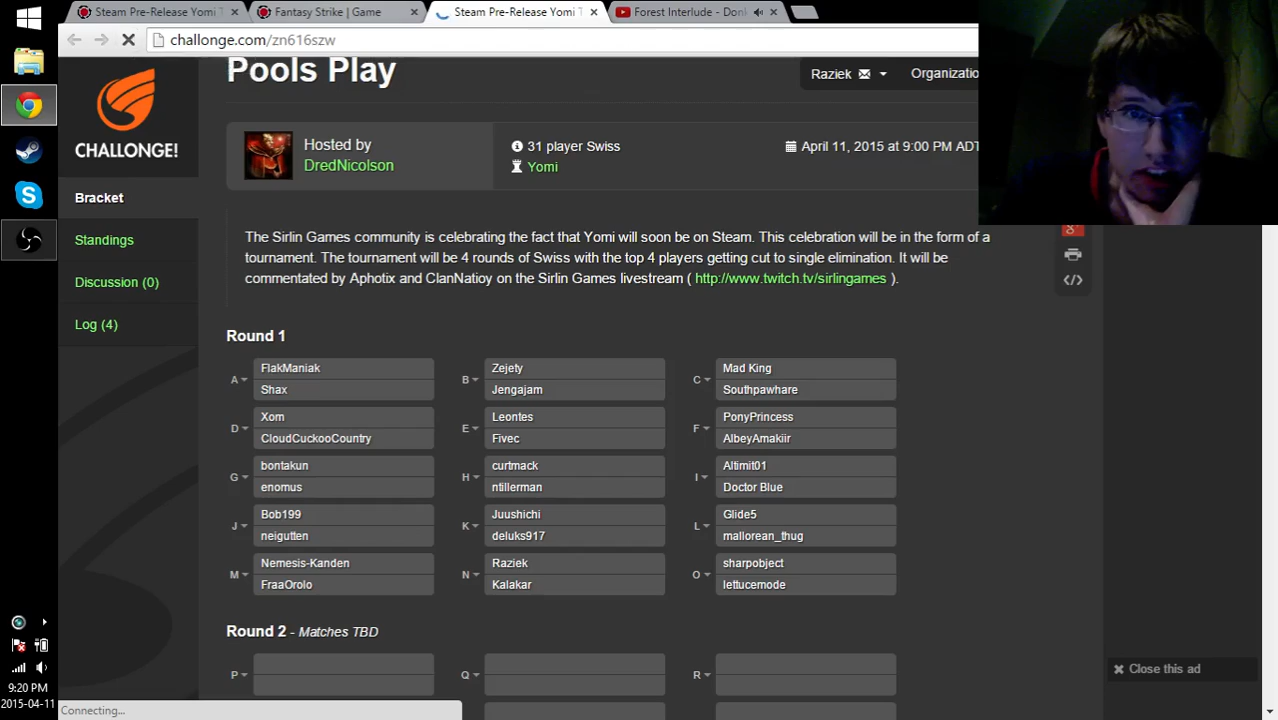 Steam Pre-Release Yomi T
Fantasy Strike | Game
Steam Pre-Release Yomi T
Forest Interlude - Donk
challonge.com/zn616szw
Pools Play
Raziek
Organizatio
CHALLONGE!
Hosted by
DredNicolson
31 player Swiss
Yomi
April 11, 2015 at 9:00 PM ADT
Bracket
Standings
Discussion (0)
Log (4)
The Sirlin Games community is celebrating the fact that Yomi will soon be on Steam. This celebration will be in the form of a
tournament. The tournament will be 4 rounds of Swiss with the top 4 players getting cut to single elimination. It will be
commentated by Aphotix and ClanNatioy on the Sirlin Games livestream ( http://www.twitch.tv/sirlingames ).
Round 1
A FlakManiak
Shax
B Zejety
Jengajam
C Mad King
Southpawhare
D Xom
CloudCuckooCountry
E Leontes
Fivec
F PonyPrincess
AlbeyAmakiir
G bontakun
enomus
H curtmack
ntillerman
I Altimit01
Doctor Blue
J Bob199
neigutten
K Juushichi
deluks917
L Glide5
mallorean_thug
M Nemesis-Kanden
FraaOrolo
N Raziek
Kalakar
O sharpobject
lettucemode
Round 2 - Matches TBD
P
Q
R
Close this ad
Connecting...
9:20 PM
2015-04-11